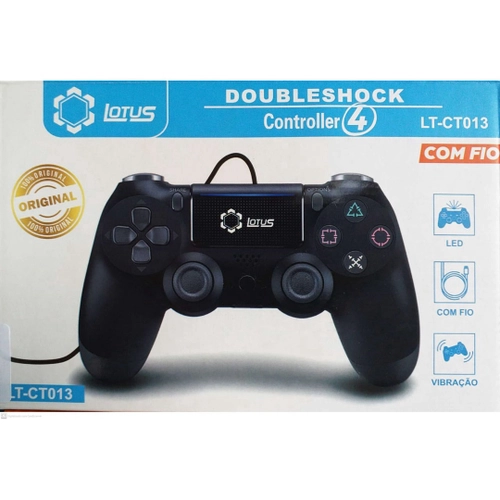 LOTUS
DOUBLESHOCK
Controller 4
LT-CT013
COM FIO
100% ORIGINAL
ORIGINAL
100% ORIGINAL
LOTUS
LED
COM FIO
VIBRAÇÃO
LT-CT013